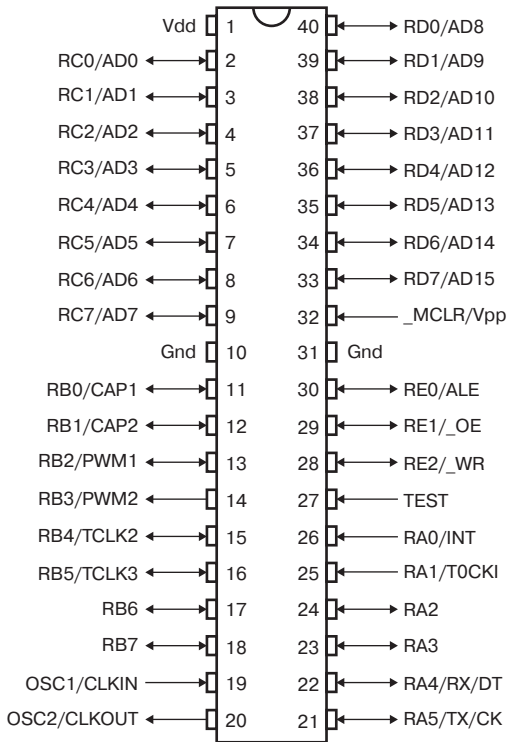 Vdd 1 40 RD0/AD8
RC0/AD0 2 39 RD1/AD9
RC1/AD1 3 38 RD2/AD10
RC2/AD2 4 37 RD3/AD11
RC3/AD3 5 36 RD4/AD12
RC4/AD4 6 35 RD5/AD13
RC5/AD5 7 34 RD6/AD14
RC6/AD6 8 33 RD7/AD15
RC7/AD7 9 32 _MCLR/Vpp
Gnd 10 31 Gnd
RB0/CAP1 11 30 RE0/ALE
RB1/CAP2 12 29 RE1/_OE
RB2/PWM1 13 28 RE2/_WR
RB3/PWM2 14 27 TEST
RB4/TCLK2 15 26 RA0/INT
RB5/TCLK3 16 25 RA1/T0CKI
RB6 17 24 RA2
RB7 18 23 RA3
OSC1/CLKIN 19 22 RA4/RX/DT
OSC2/CLKOUT 20 21 RA5/TX/CK